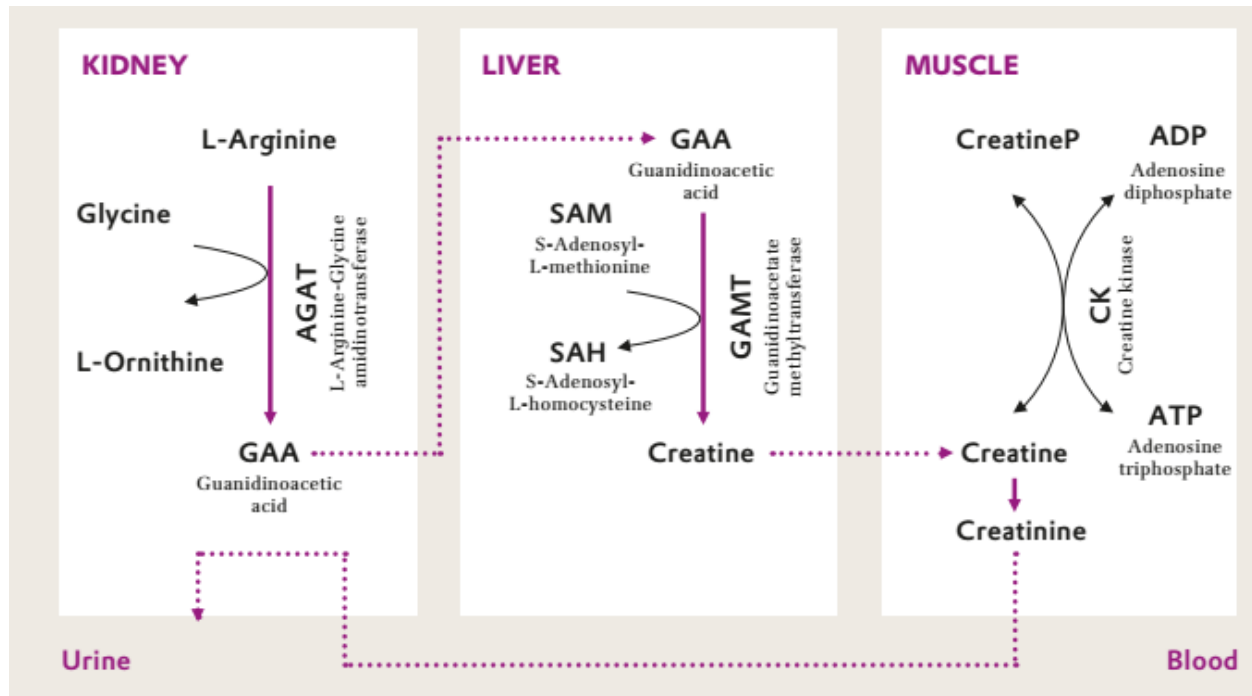 KIDNEY
L-Arginine
Glycine
AGAT
L-Arginine-Glycine
amidinotransferase
L-Ornithine
GAA
Guanidinoacetic
acid
LIVER
GAA
Guanidinoacetic
acid
SAM
S-Adenosyl-
L-methionine
GAMT
Guanidinoacetate
methyltransferase
SAH
S-Adenosyl-
L-homocysteine
Creatine
MUSCLE
CreatineP
ADP
Adenosine
diphosphate
CK
Creatine kinase
ATP
Adenosine
triphosphate
Creatine
Creatinine
Urine
Blood